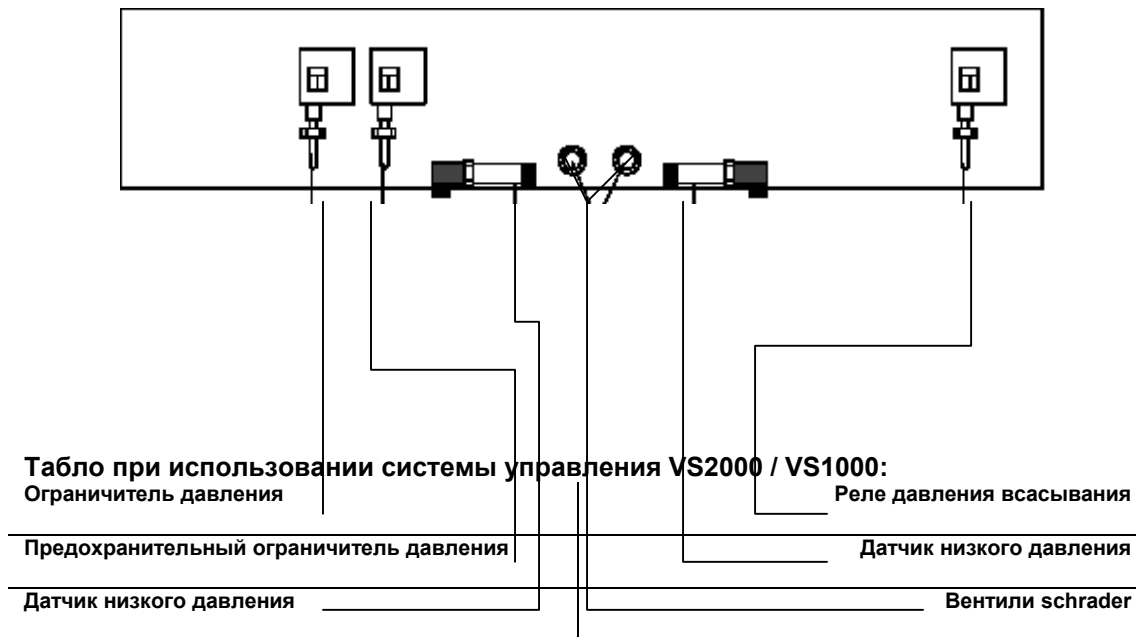 Табло при использовании системы управления VS2000 / VS1000:
Ограничитель давления
Реле давления всасывания
Предохранительный ограничитель давления
Датчик низкого давления
Датчик низкого давления
Вентили schrader